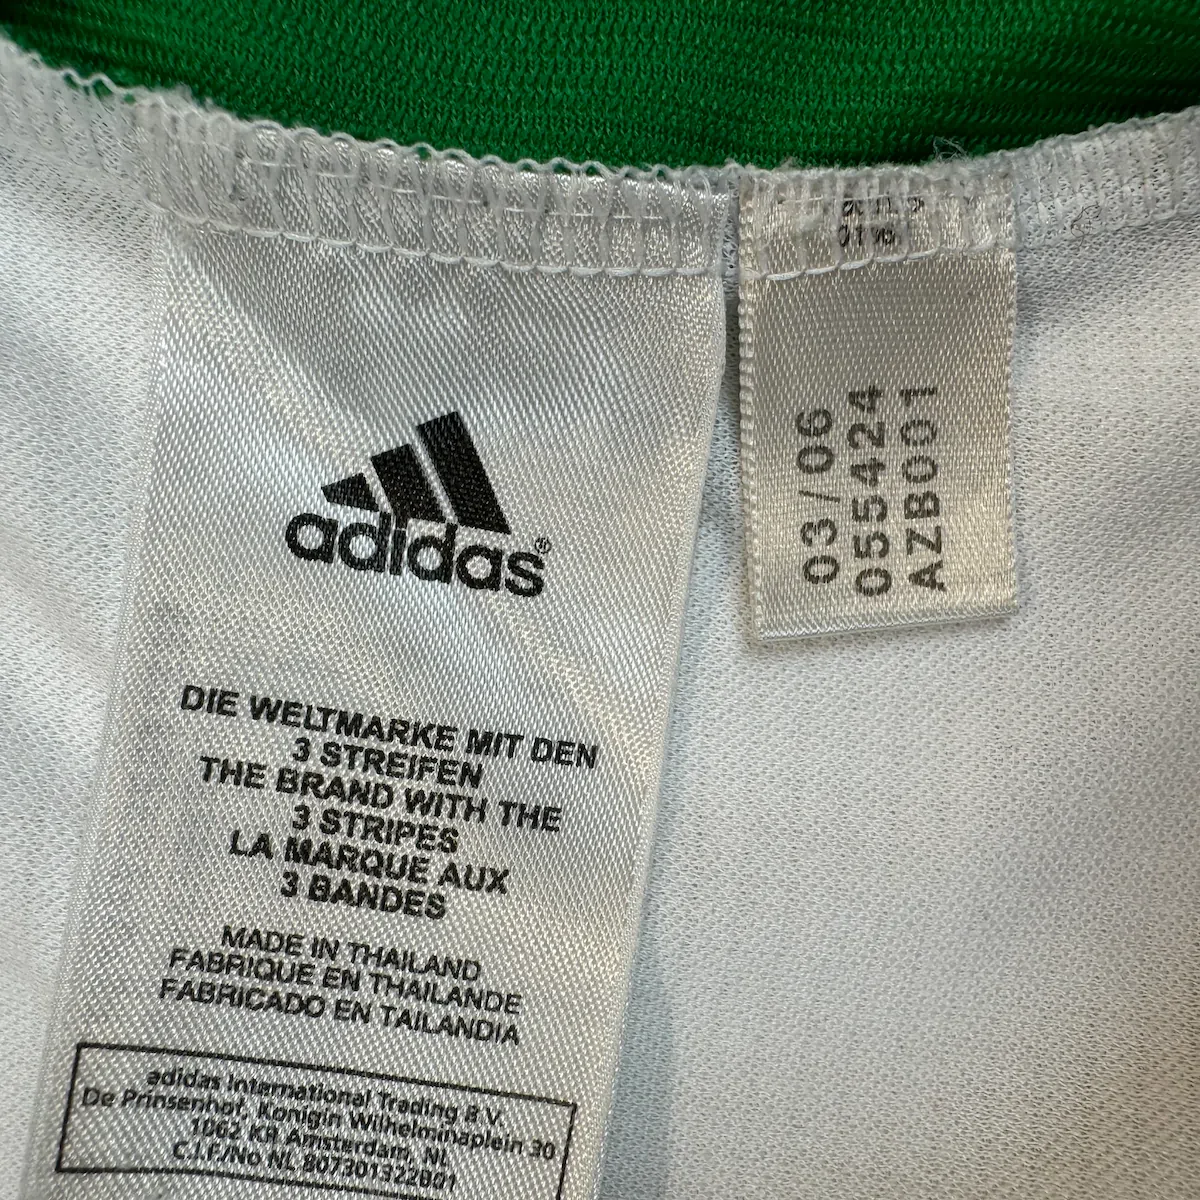 adidas®
DIE WELTMARKE MIT DEN
3 STREIFEN
THE BRAND WITH THE
3 STRIPES
LA MARQUE AUX
3 BANDES
MADE IN THAILAND
FABRIQUE EN THAILANDE
FABRICADO EN TAILANDIA
adidas International Trading B.V.
De Prinsenhof, Konigin Wilhelminaplein 30
1062 KR Amsterdam, NL
C.I.F./No NL 807301322B01
03/06
055424
AZB001